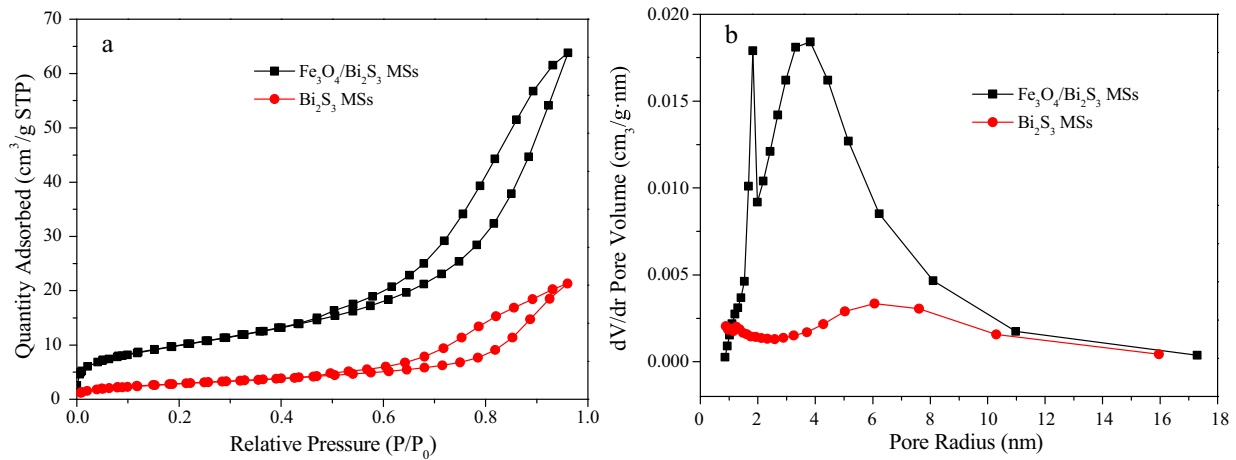 a
Fe₃O₄/Bi₂S₃ MSs
Bi₂S₃ MSs
Quantity Adsorbed (cm³/g STP)
70
60
50
40
30
20
10
0
0.0 0.2 0.4 0.6 0.8 1.0
Relative Pressure (P/P₀)
b
Fe₃O₄/Bi₂S₃ MSs
Bi₂S₃ MSs
dV/dr Pore Volume (cm₃/g·nm)
0.020
0.015
0.010
0.005
0.000
0 2 4 6 8 10 12 14 16 18
Pore Radius (nm)